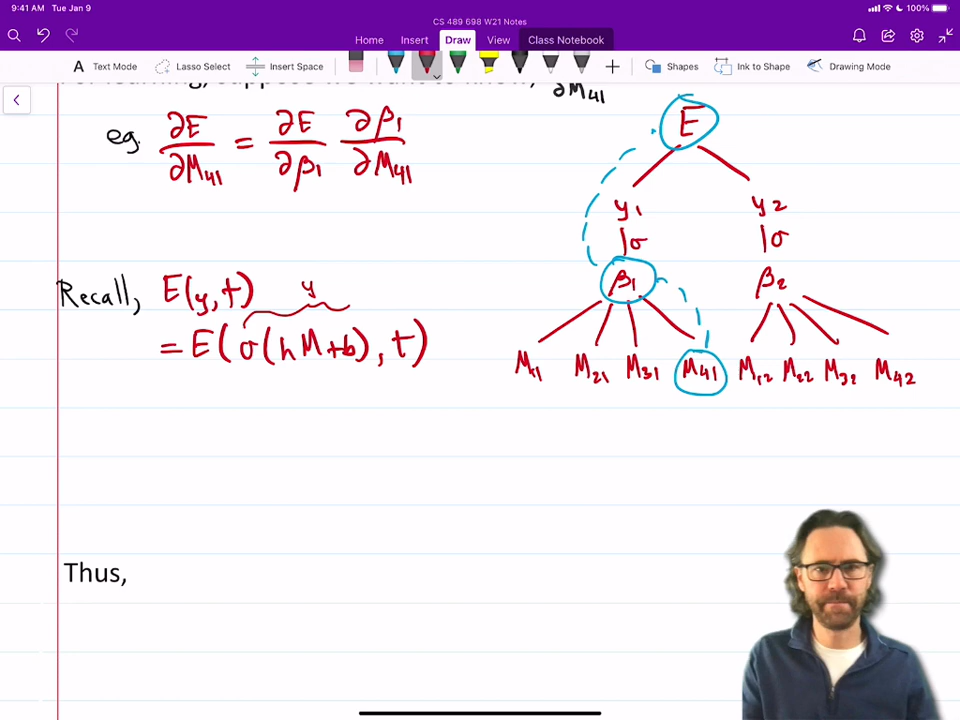 9:41 AM Tue Jan 9
100%
CS 489 698 W21 Notes
Home Insert Draw View Class Notebook
Text Mode Lasso Select Insert Space Shapes Ink to Shape Drawing Mode
∂M₄₁
eg. ∂E/∂M₄₁ = ∂E/∂β₁ ∂β₁/∂M₄₁
E
y₁ y₂
σ σ
β₁ β₂
M₁₁ M₂₁ M₃₁ M₄₁ M₁₂ M₂₂ M₃₂ M₄₂
Recall, E(y,t)
y
= E(σ(hM+b), t)
Thus,